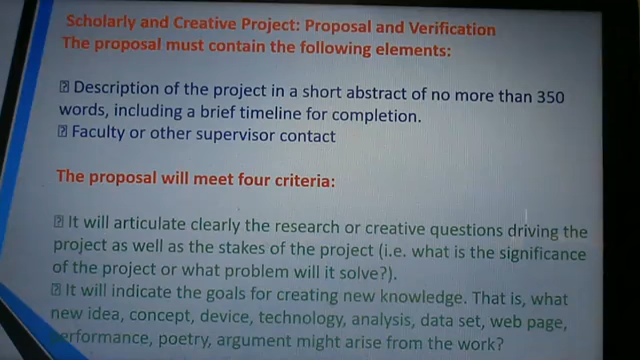 Scholarly and Creative Project: Proposal and Verification
The proposal must contain the following elements:
⍰ Description of the project in a short abstract of no more than 350
words, including a brief timeline for completion.
⍰ Faculty or other supervisor contact
The proposal will meet four criteria:
⍰ It will articulate clearly the research or creative questions driving the
project as well as the stakes of the project (i.e. what is the significance
of the project or what problem will it solve?).
⍰ It will indicate the goals for creating new knowledge. That is, what
new idea, concept, device, technology, analysis, data set, web page,
performance, poetry, argument might arise from the work?